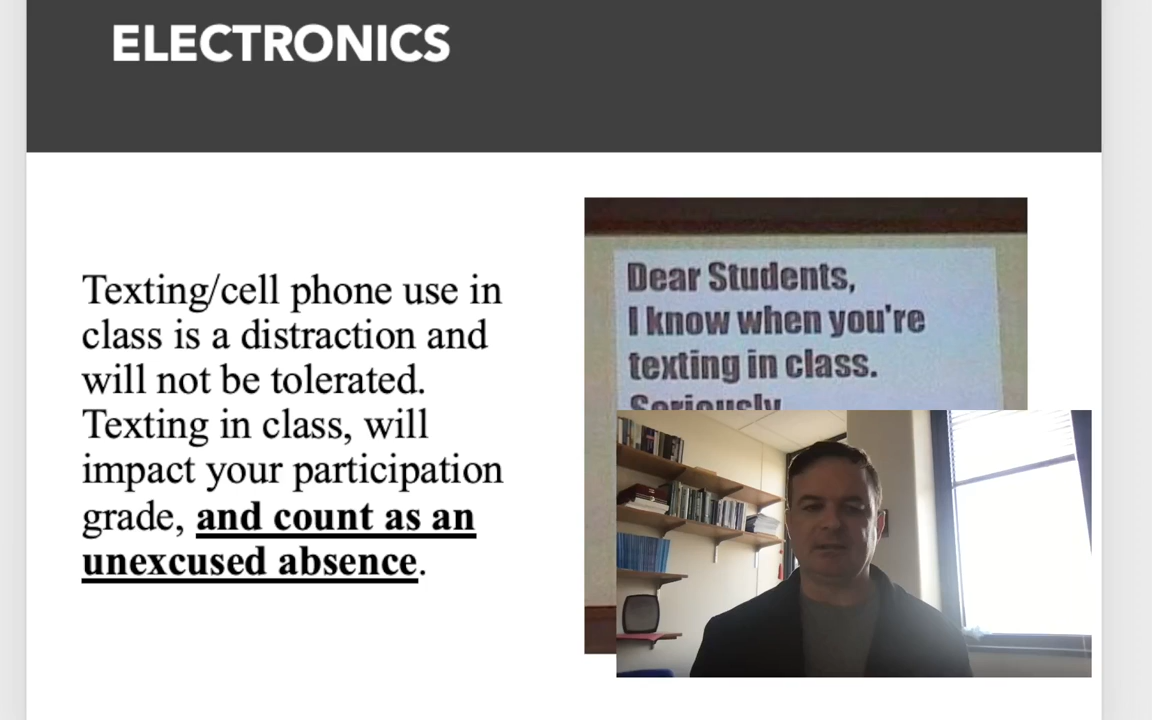 ELECTRONICS
Texting/cell phone use in
class is a distraction and
will not be tolerated.
Texting in class, will
impact your participation
grade, and count as an
unexcused absence.
Dear Students,
I know when you're
texting in class.
Seriously